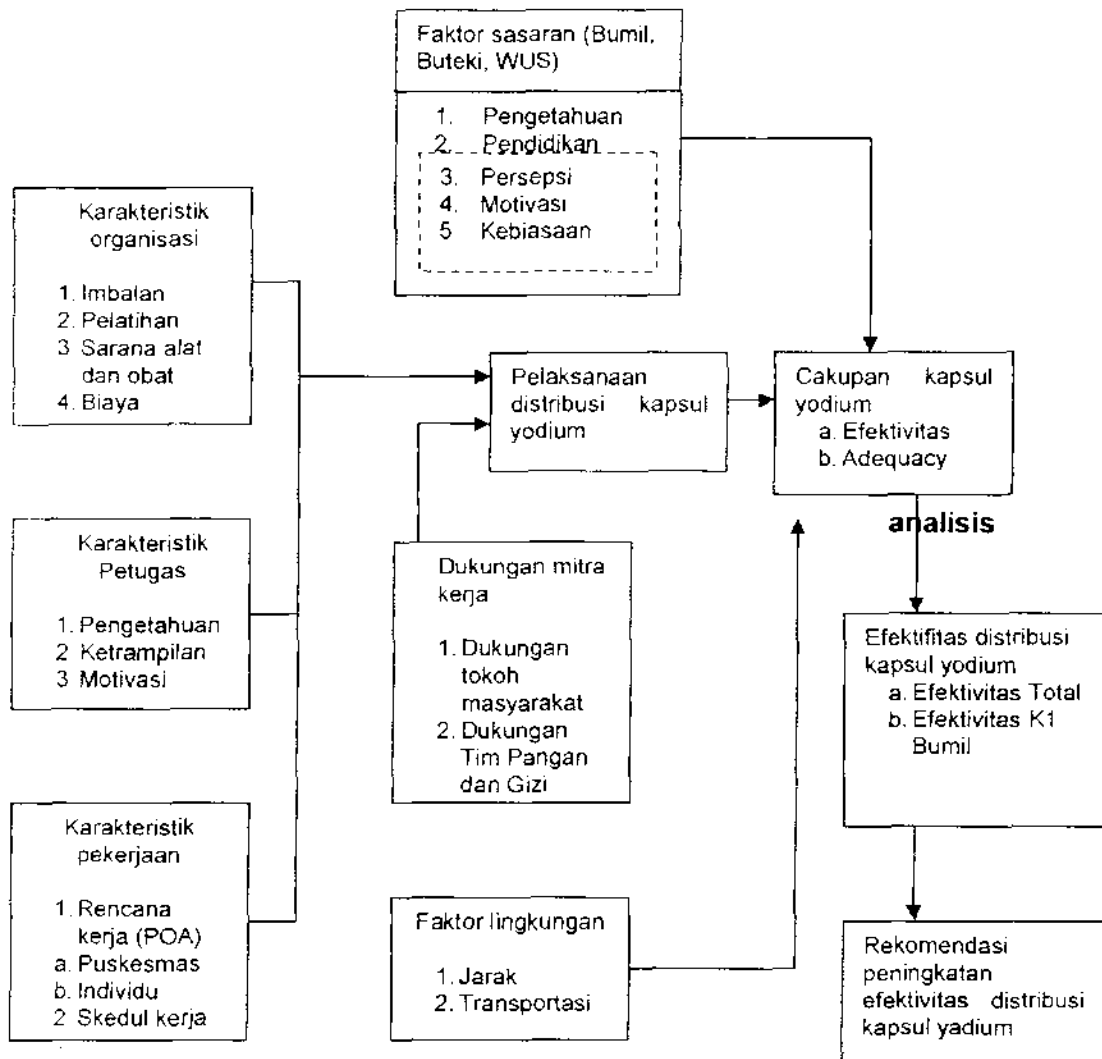 Faktor sasaran (Bumil,
Buteki, WUS)
1. Pengetahuan
2. Pendidikan
3. Persepsi
4. Motivasi
5 Kebiasaan
Karakteristik
organisasi
1. Imbalan
2. Pelatihan
3 Sarana alat
dan obat
4. Biaya
Pelaksanaan
distribusi kapsul
yodium
Cakupan kapsul
yodium
a. Efektivitas
b. Adequacy
analisis
Karakteristik
Petugas
1. Pengetahuan
2 Ketrampilan
3 Motivasi
Dukungan mitra
kerja
1. Dukungan
tokoh
masyarakat
2. Dukungan
Tim Pangan
dan Gizi
Efektifitas distribusi
kapsul yodium
a. Efektivitas Total
b. Efektivitas K1
Bumil
Karakteristik
pekerjaan
1. Rencana
kerja (POA)
a. Puskesmas
b. Individu
2 Skedul kerja
Faktor lingkungan
1. Jarak
2. Transportasi
Rekomendasi
peningkatan
efektivitas distribusi
kapsul yadium